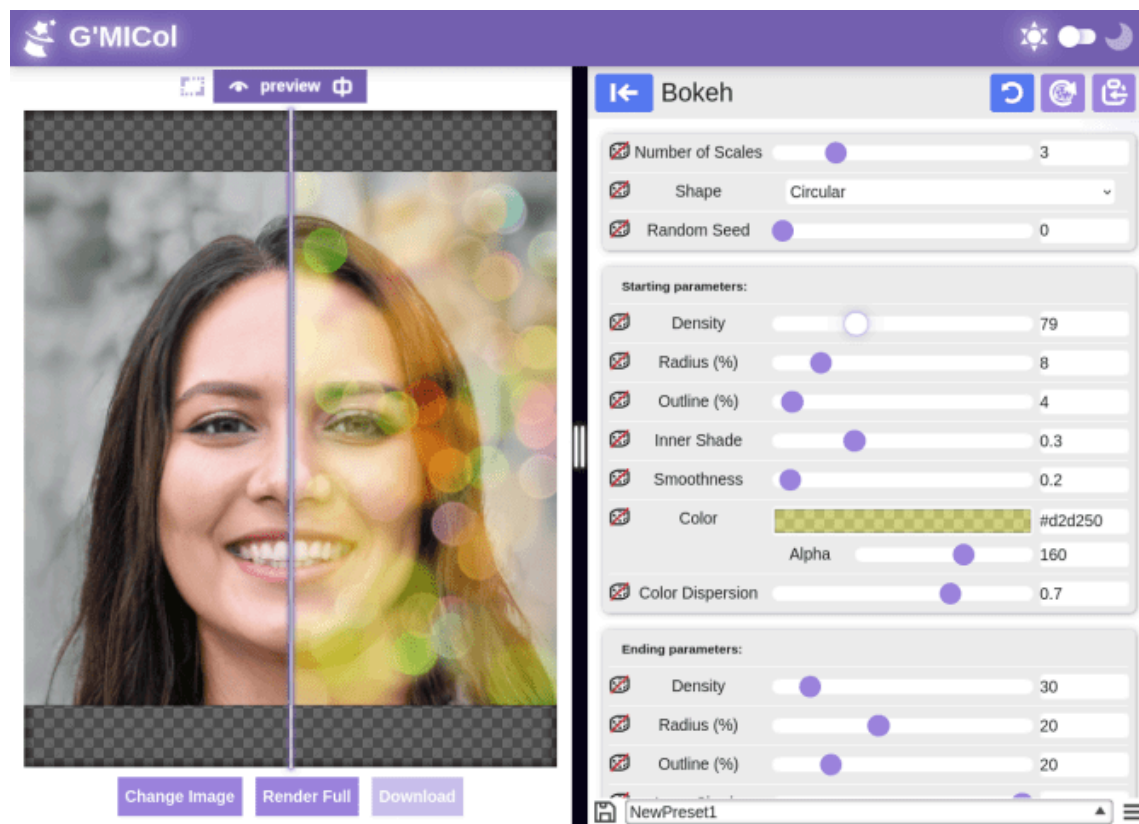 G'MICol
preview
Bokeh
Number of Scales 3
Shape Circular
Random Seed 0
Starting parameters:
Density 79
Radius (%) 8
Outline (%) 4
Inner Shade 0.3
Smoothness 0.2
Color #d2d250
Alpha 160
Color Dispersion 0.7
Ending parameters:
Density 30
Radius (%) 20
Outline (%) 20
Change Image Render Full Download
NewPreset1